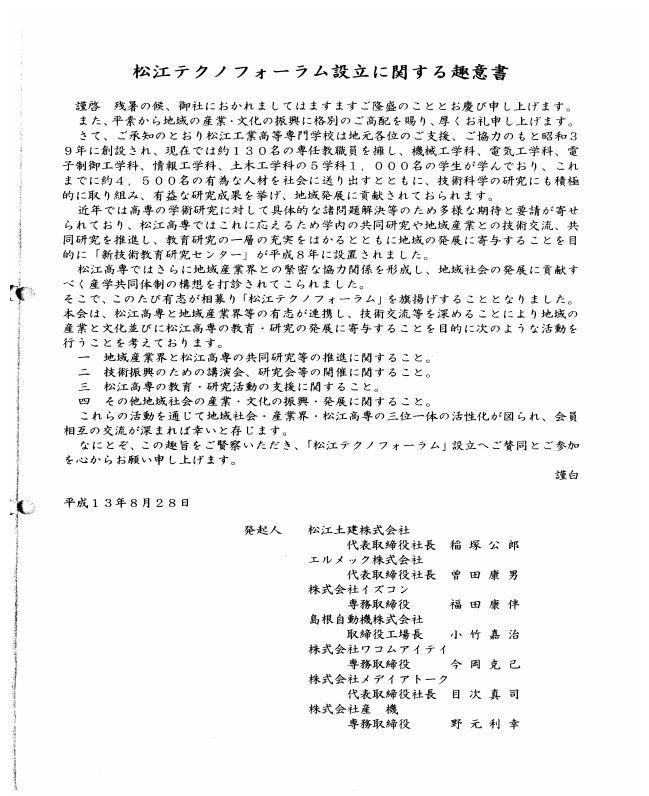 松江テクノフォーラム設立に関する趣意書
謹啓　残暑の候、御社におかれましてはますますご隆盛のこととお慶び申し上げます。
また、平素から地域の産業・文化の振興に格別のご高配を賜り、厚くお礼申し上げます。
さて、ご承知のとおり松江工業高等専門学校は地元各位のご支援、ご協力のもと昭和３
９年に創設され、現在では約１３０名の専任教職員を擁し、機械工学科、電気工学科、電
子制御工学科、情報工学科、土木工学科の５学科１，０００名の学生が学んでおり、これ
までに約４，５００名の有為な人材を社会に送り出すとともに、技術科学の研究にも積極
的に取り組み、有益な研究成果を挙げ、地域発展に貢献されておられます。
近年では高専の学術研究に対して具体的な諸問題解決等のため多様な期待と要請が寄せ
られており、松江高専ではこれに応えるため学内の共同研究や地域産業との技術交流、共
同研究を推進し、教育研究の一層の充実をはかるとともに地域の発展に寄与することを目
的に「新技術教育研究センター」が平成８年に設置されました。
松江高専ではさらに地域産業界との緊密な協力関係を形成し、地域社会の発展に貢献す
べく産学共同体制の構想を打診されてこられました。
そこで、このたび有志が相募り「松江テクノフォーラム」を旗揚げすることとなりました。
本会は、松江高専と地域産業界等の有志が連携し、技術交流等を深めることにより地域の
産業と文化並びに松江高専の教育・研究の発展に寄与することを目的に次のような活動を
行うことを考えております。
一　地域産業界と松江高専の共同研究等の推進に関すること。
二　技術振興のための講演会、研究会等の開催に関すること。
三　松江高専の教育・研究活動の支援に関すること。
四　その他地域社会の産業・文化の振興・発展に関すること。
これらの活動を通じて地域社会・産業界・松江高専の三位一体の活性化が図られ、会員
相互の交流が深まれば幸いと存じます。
なにとぞ、この趣旨をご賢察いただき、「松江テクノフォーラム」設立へご賛同とご参加
を心からお願い申し上げます。
謹白
平成１３年８月２８日
発起人　松江土建株式会社
代表取締役社長　稲塚公郎
エルメック株式会社
代表取締役社長　曽田康男
株式会社イズコン
専務取締役　福田康伴
島根自動機株式会社
取締役工場長　小竹嘉治
株式会社ワコムアイテイ
専務取締役　今岡克己
株式会社メデイアトーク
代表取締役社長　目次真司
株式会社産　機
専務取締役　野元利幸